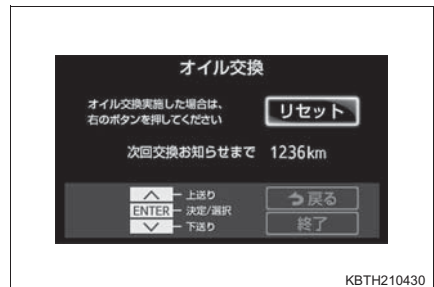 オイル交換
オイル交換実施した場合は、
右のボタンを押してください
リセット
次回交換お知らせまで 1236km
上送り
ENTER 決定/選択
下送り
戻る
終了
KBTH210430